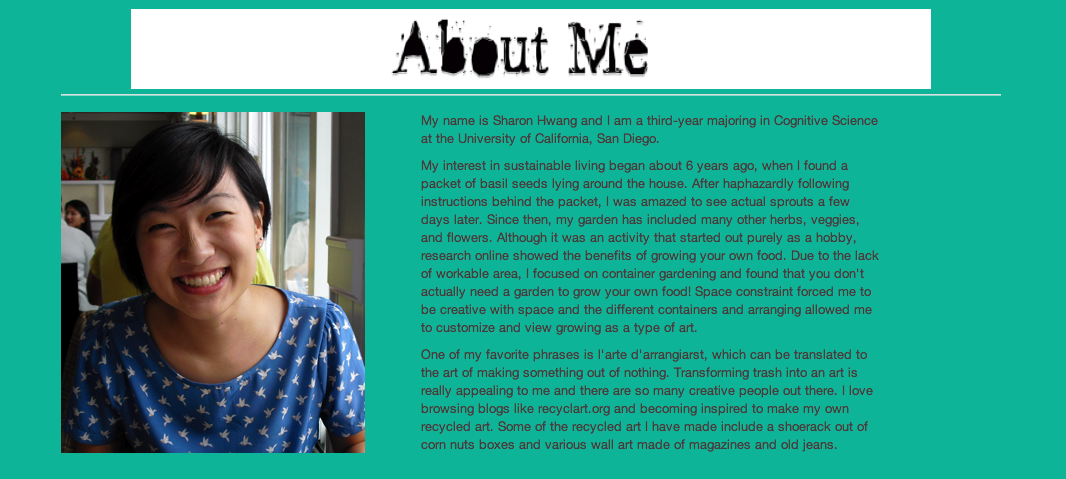 About Me
My name is Sharon Hwang and I am a third-year majoring in Cognitive Science
at the University of California, San Diego.
My interest in sustainable living began about 6 years ago, when I found a
packet of basil seeds lying around the house. After haphazardly following
instructions behind the packet, I was amazed to see actual sprouts a few
days later. Since then, my garden has included many other herbs, veggies,
and flowers. Although it was an activity that started out purely as a hobby,
research online showed the benefits of growing your own food. Due to the lack
of workable area, I focused on container gardening and found that you don't
actually need a garden to grow your own food! Space constraint forced me to
be creative with space and the different containers and arranging allowed me
to customize and view growing as a type of art.
One of my favorite phrases is l'arte d'arrangiarst, which can be translated to
the art of making something out of nothing. Transforming trash into an art is
really appealing to me and there are so many creative people out there. I love
browsing blogs like recyclart.org and becoming inspired to make my own
recycled art. Some of the recycled art I have made include a shoerack out of
corn nuts boxes and various wall art made of magazines and old jeans.